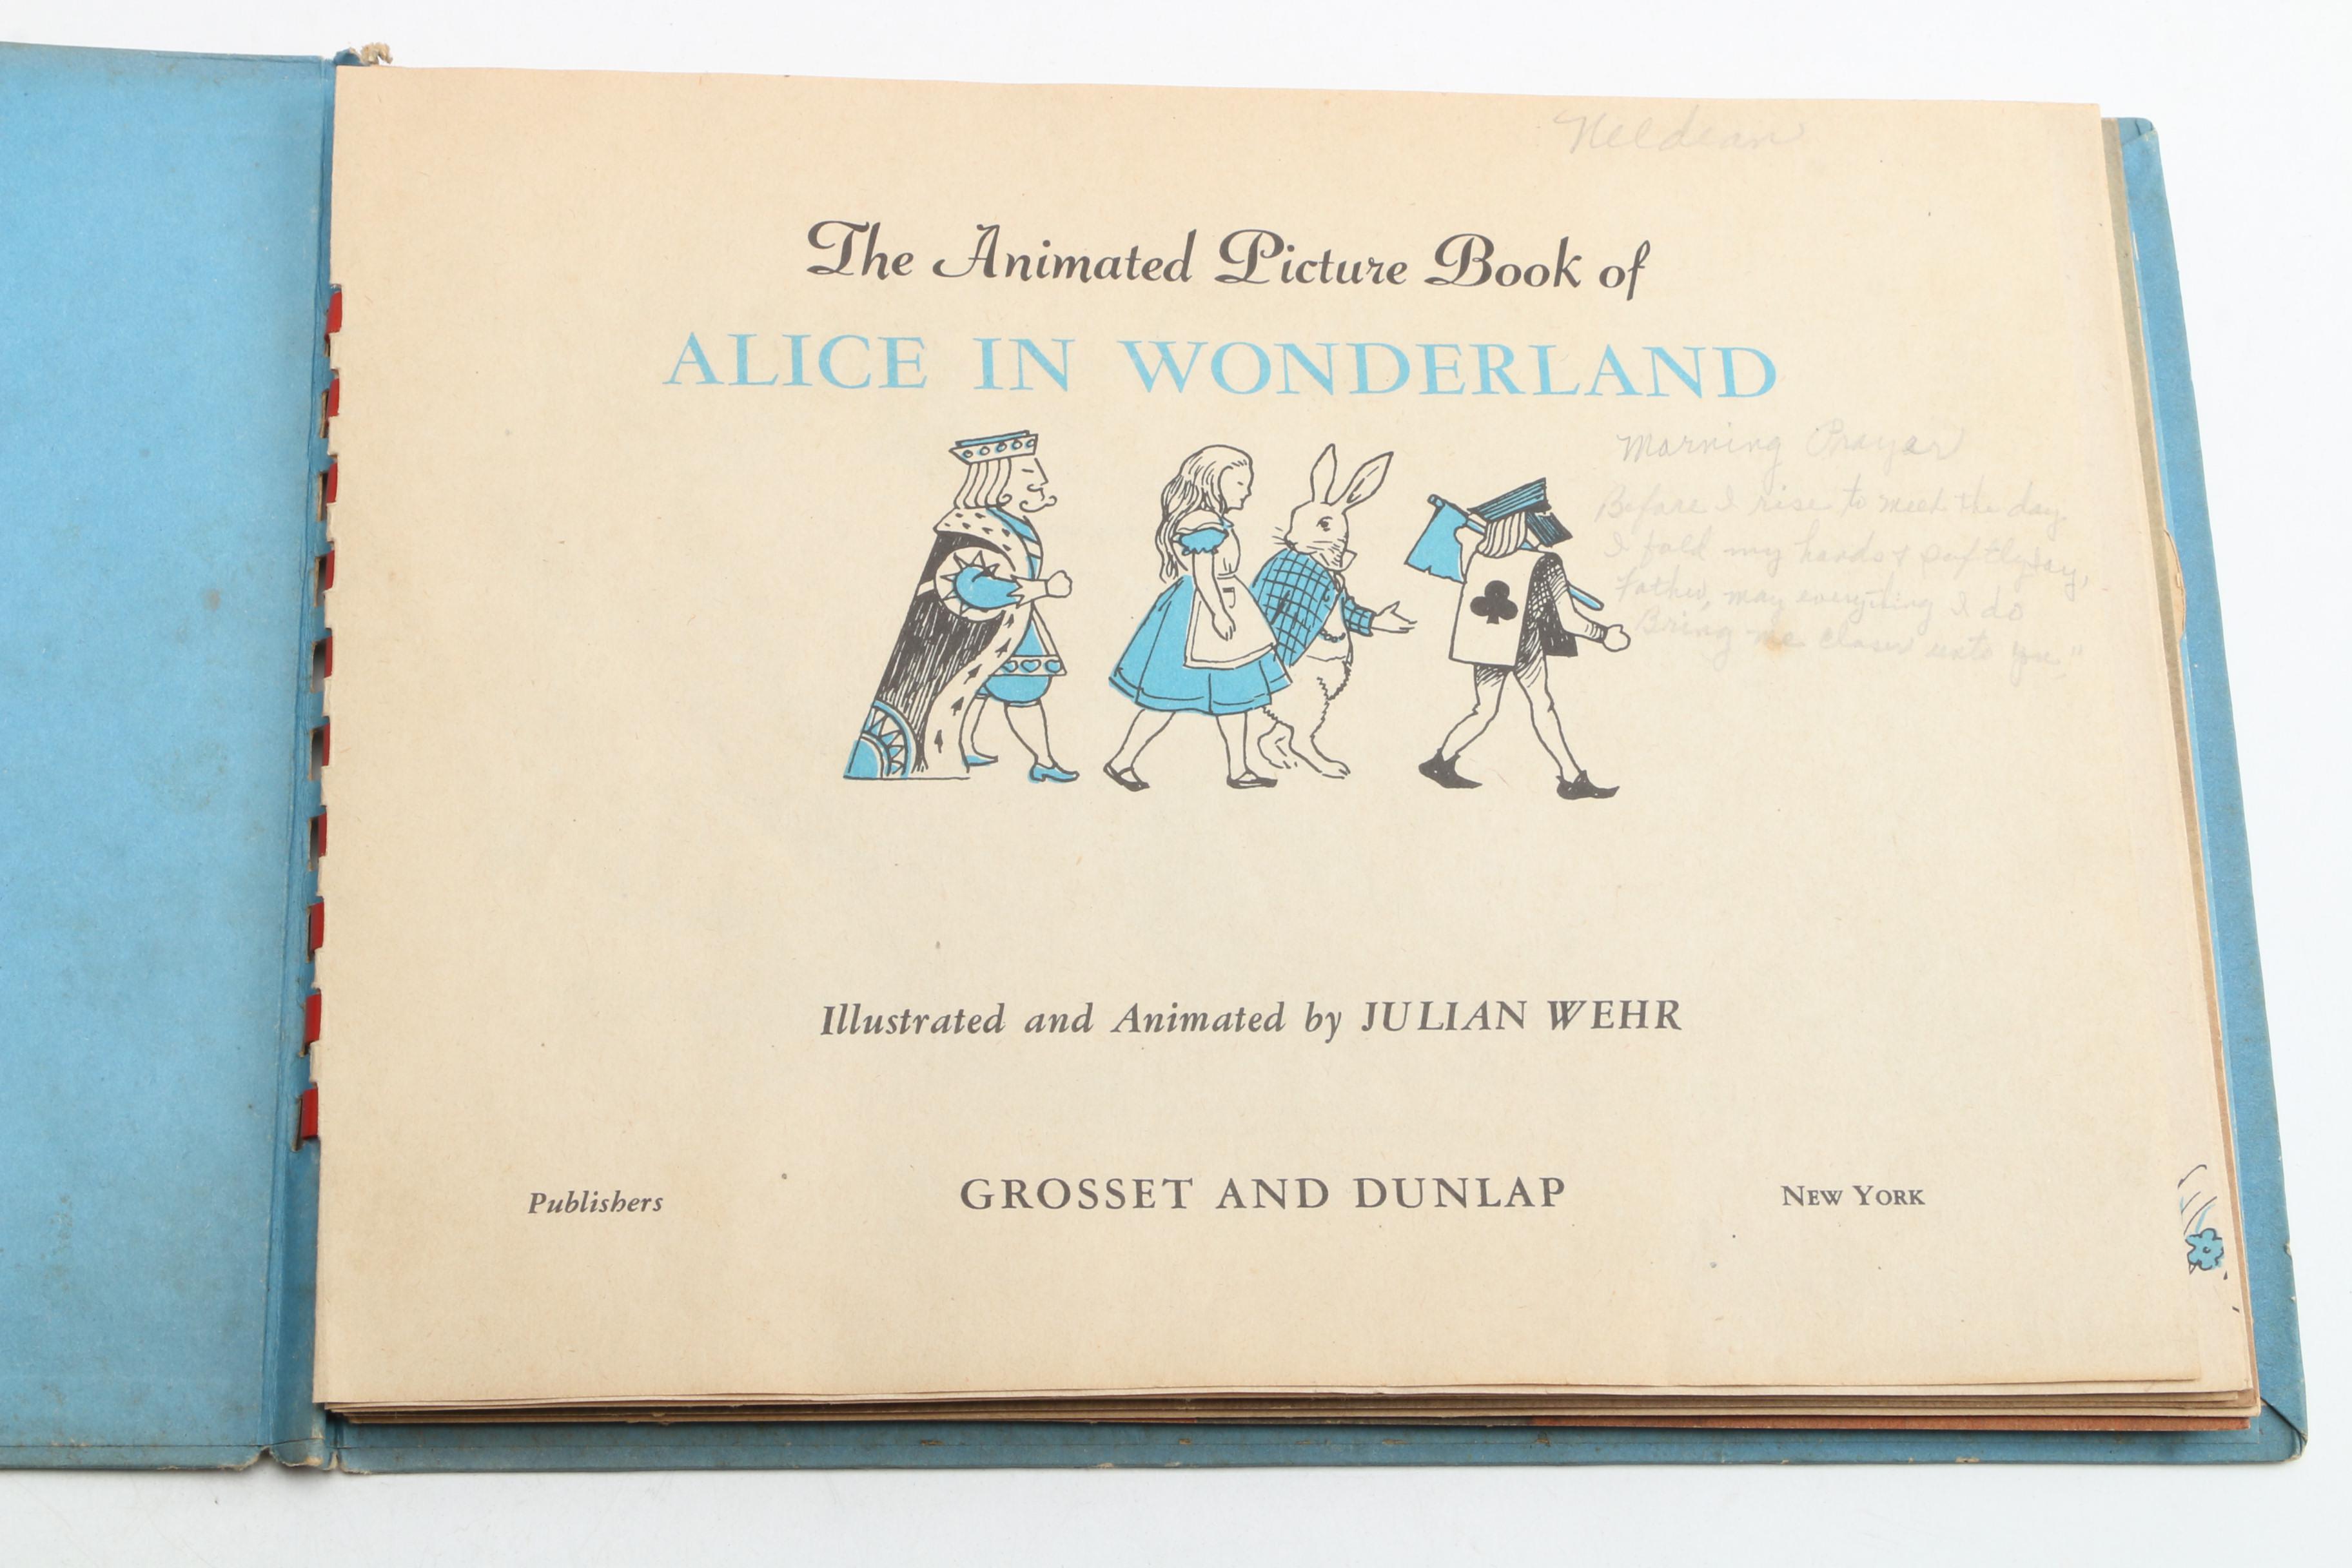 The Animated Picture Book of
ALICE IN WONDERLAND
Morning Prayer
Before I rise to meet the day
I fold my hands & softly say,
Father, may everything I do
Bring me closer unto you"
Illustrated and Animated by JULIAN WEHR
Publishers GROSSET AND DUNLAP NEW YORK